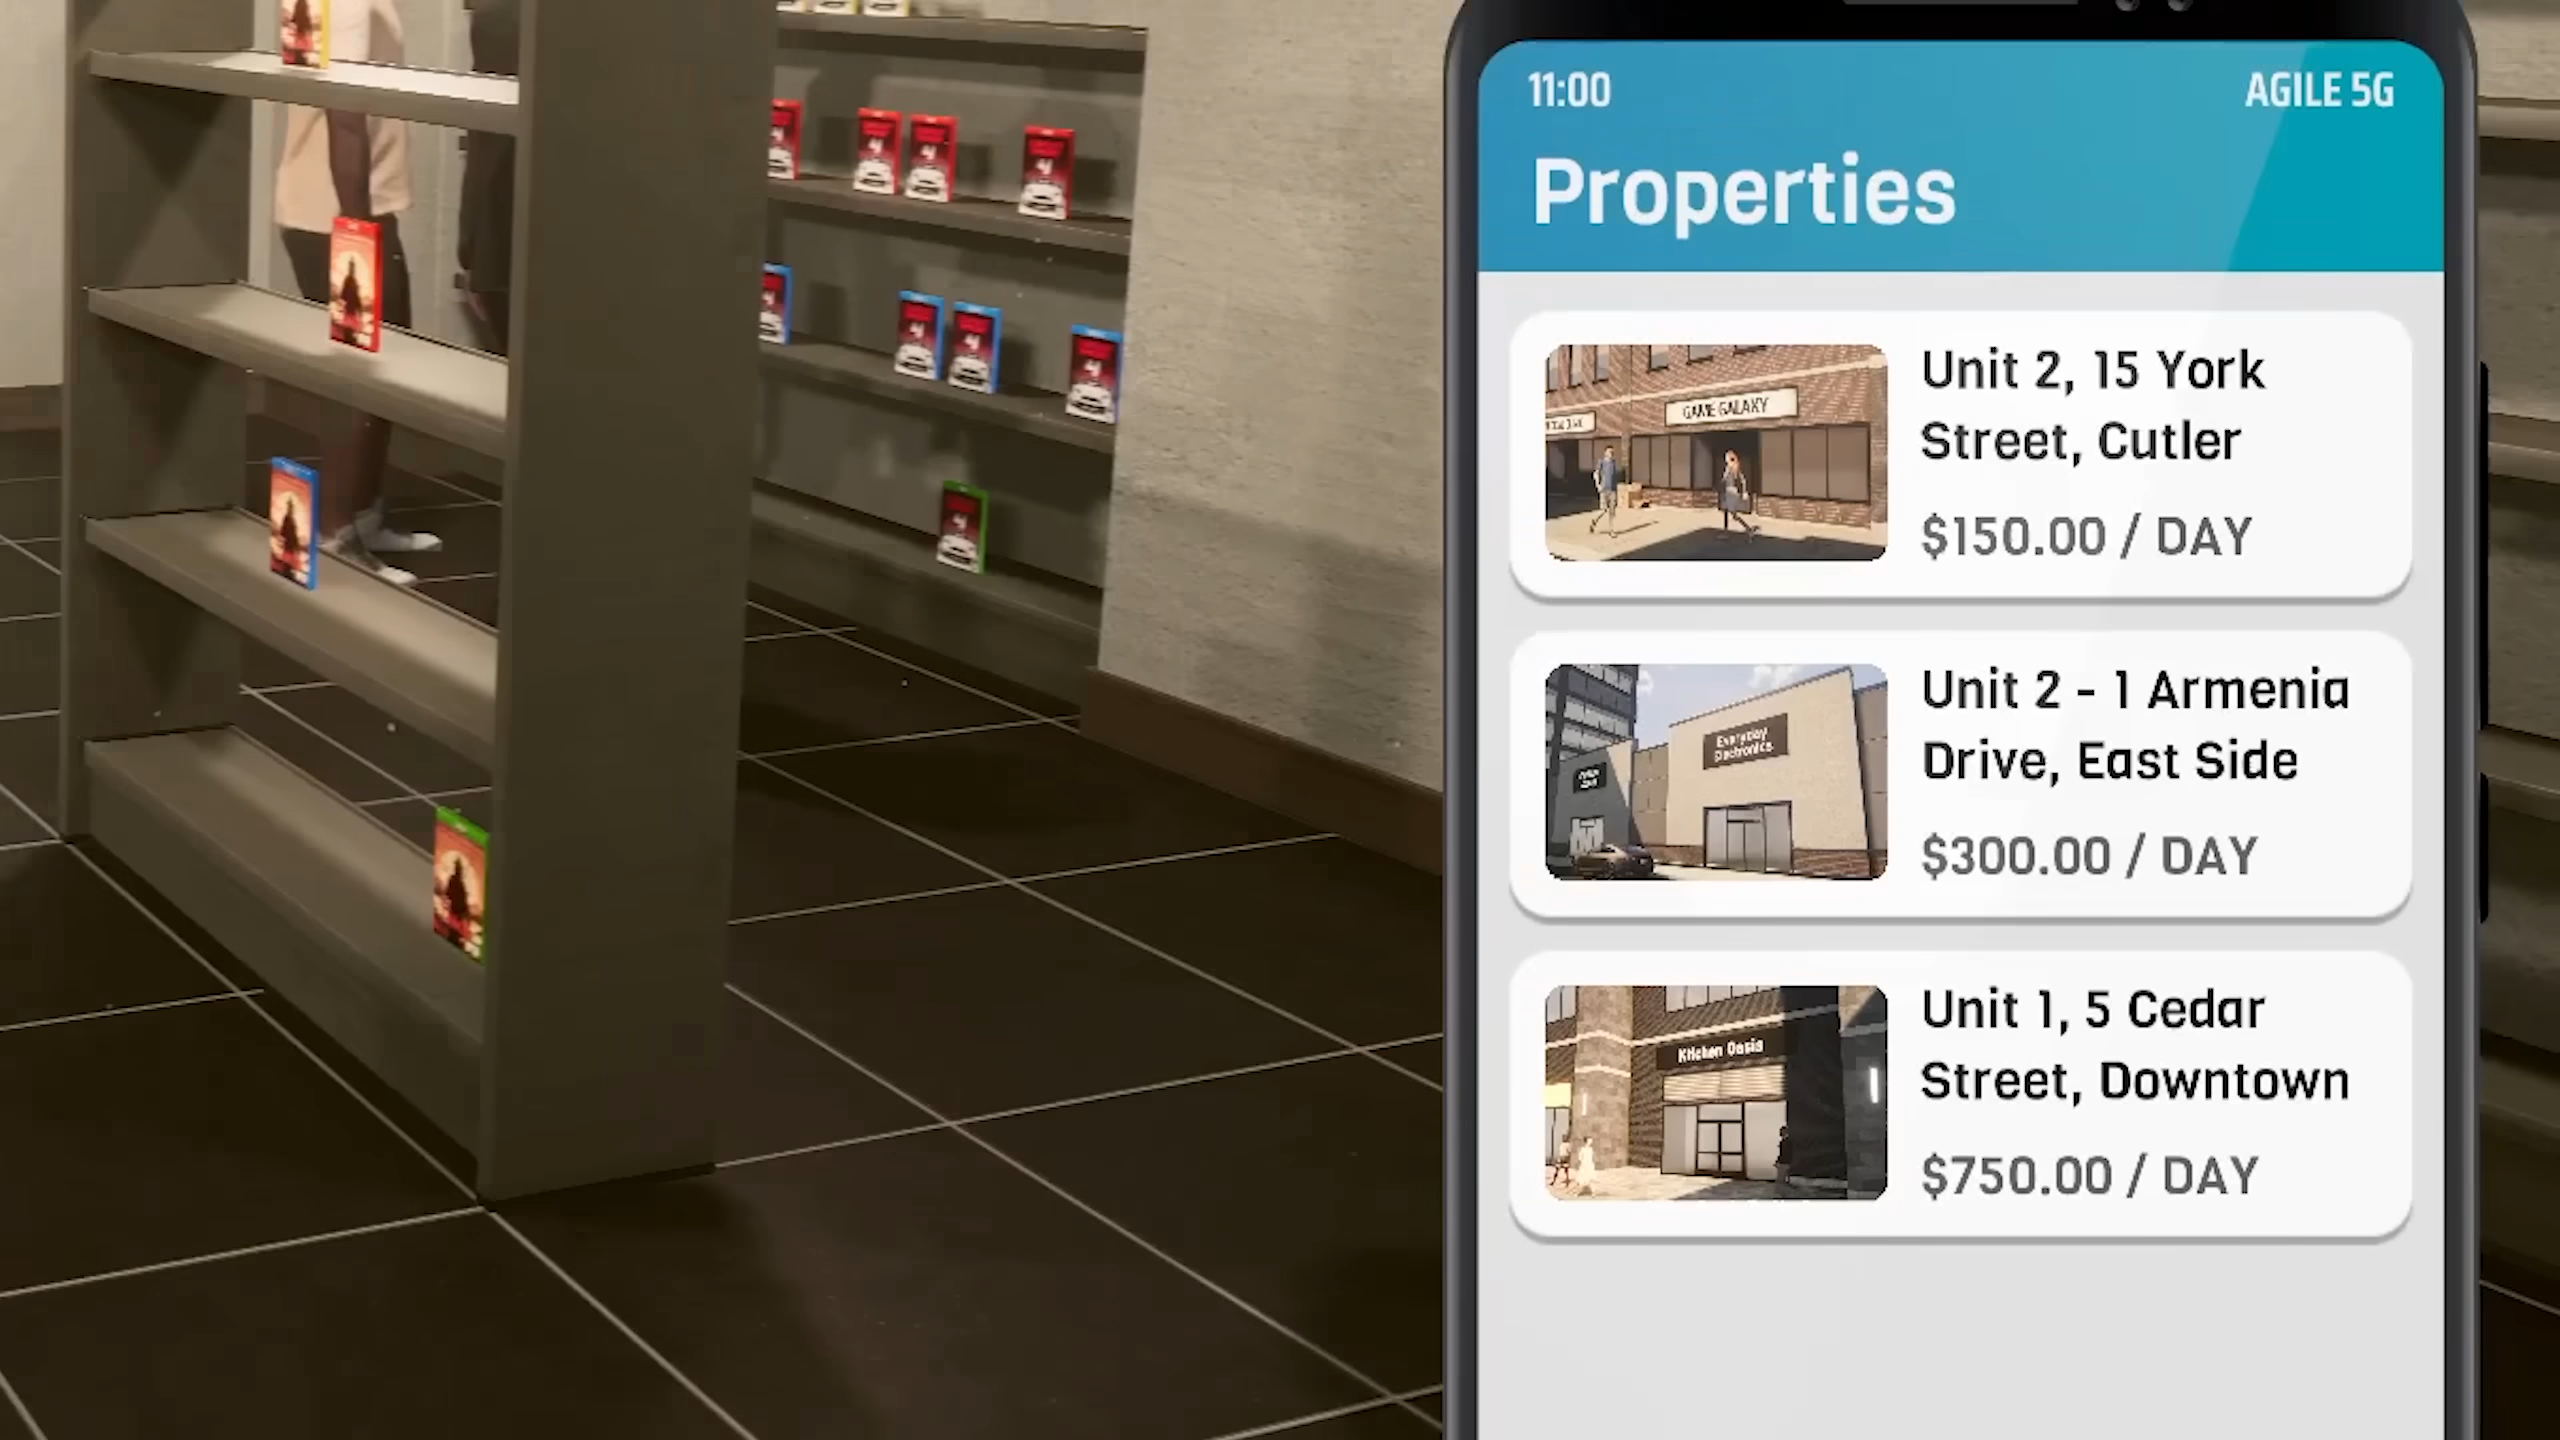 11:00
AGILE 5G
Properties
GAME GALAXY
Unit 2, 15 York
Street, Cutler
$150.00 / DAY
Everyday
Electronics
Unit 2 - 1 Armenia
Drive, East Side
$300.00 / DAY
Kitchen Oasis
Unit 1, 5 Cedar
Street, Downtown
$750.00 / DAY